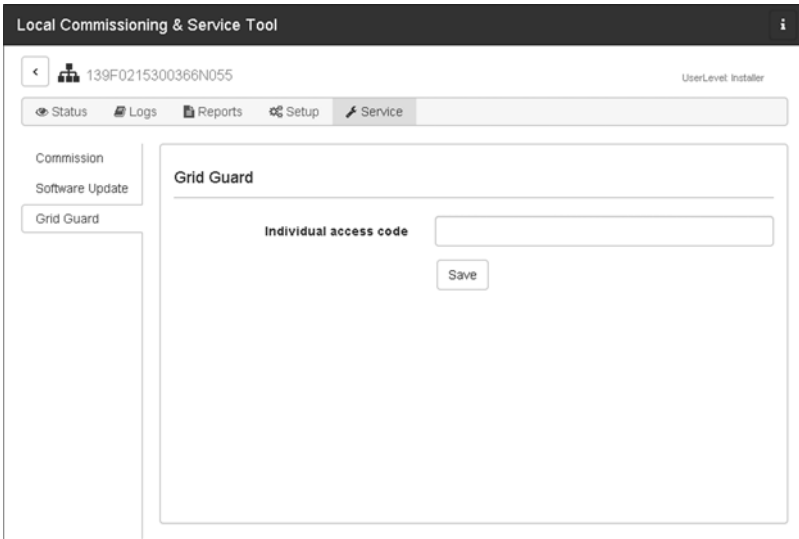 Local Commissioning & Service Tool
i
139F0215300366N055
UserLevel: Installer
Status Logs Reports Setup Service
Commission
Software Update
Grid Guard
Grid Guard
Individual access code
Save